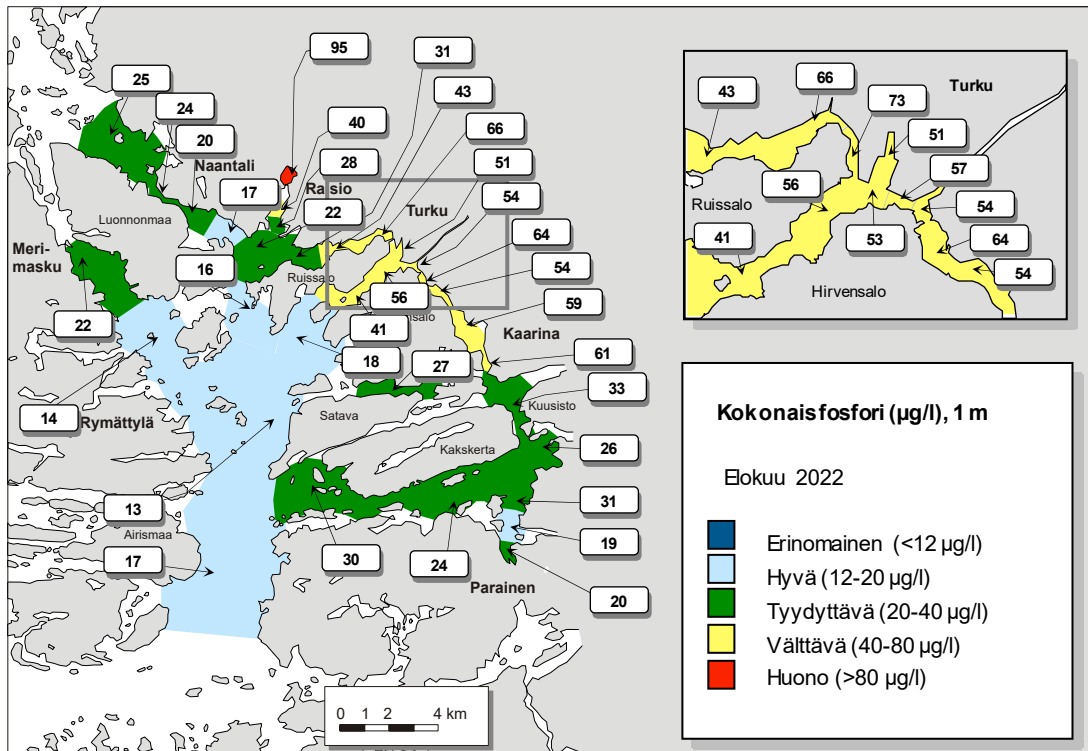 95
31
25
43
24
40
66
20
28
51
Naantali
17
Raisio
22
54
Turku
Luonnonmaa
64
Meri-
masku
16
Ruissalo
54
22
56
59
41
salo
Kaarina
18
27
61
14
Rymättylä
Satava
33
Kuusisto
Kakskerta
26
13
31
Airismaa
19
17
30
24
Parainen
20
0 1 2 4 km
66
Turku
43
73
51
57
56
Ruissalo
54
53
41
64
54
Hirvensalo
Kokonaisfosfori (µg/l), 1 m
Elokuu 2022
Erinomainen (<12 µg/l)
Hyvä (12-20 µg/l)
Tyydyttävä (20-40 µg/l)
Välttävä (40-80 µg/l)
Huono (>80 µg/l)